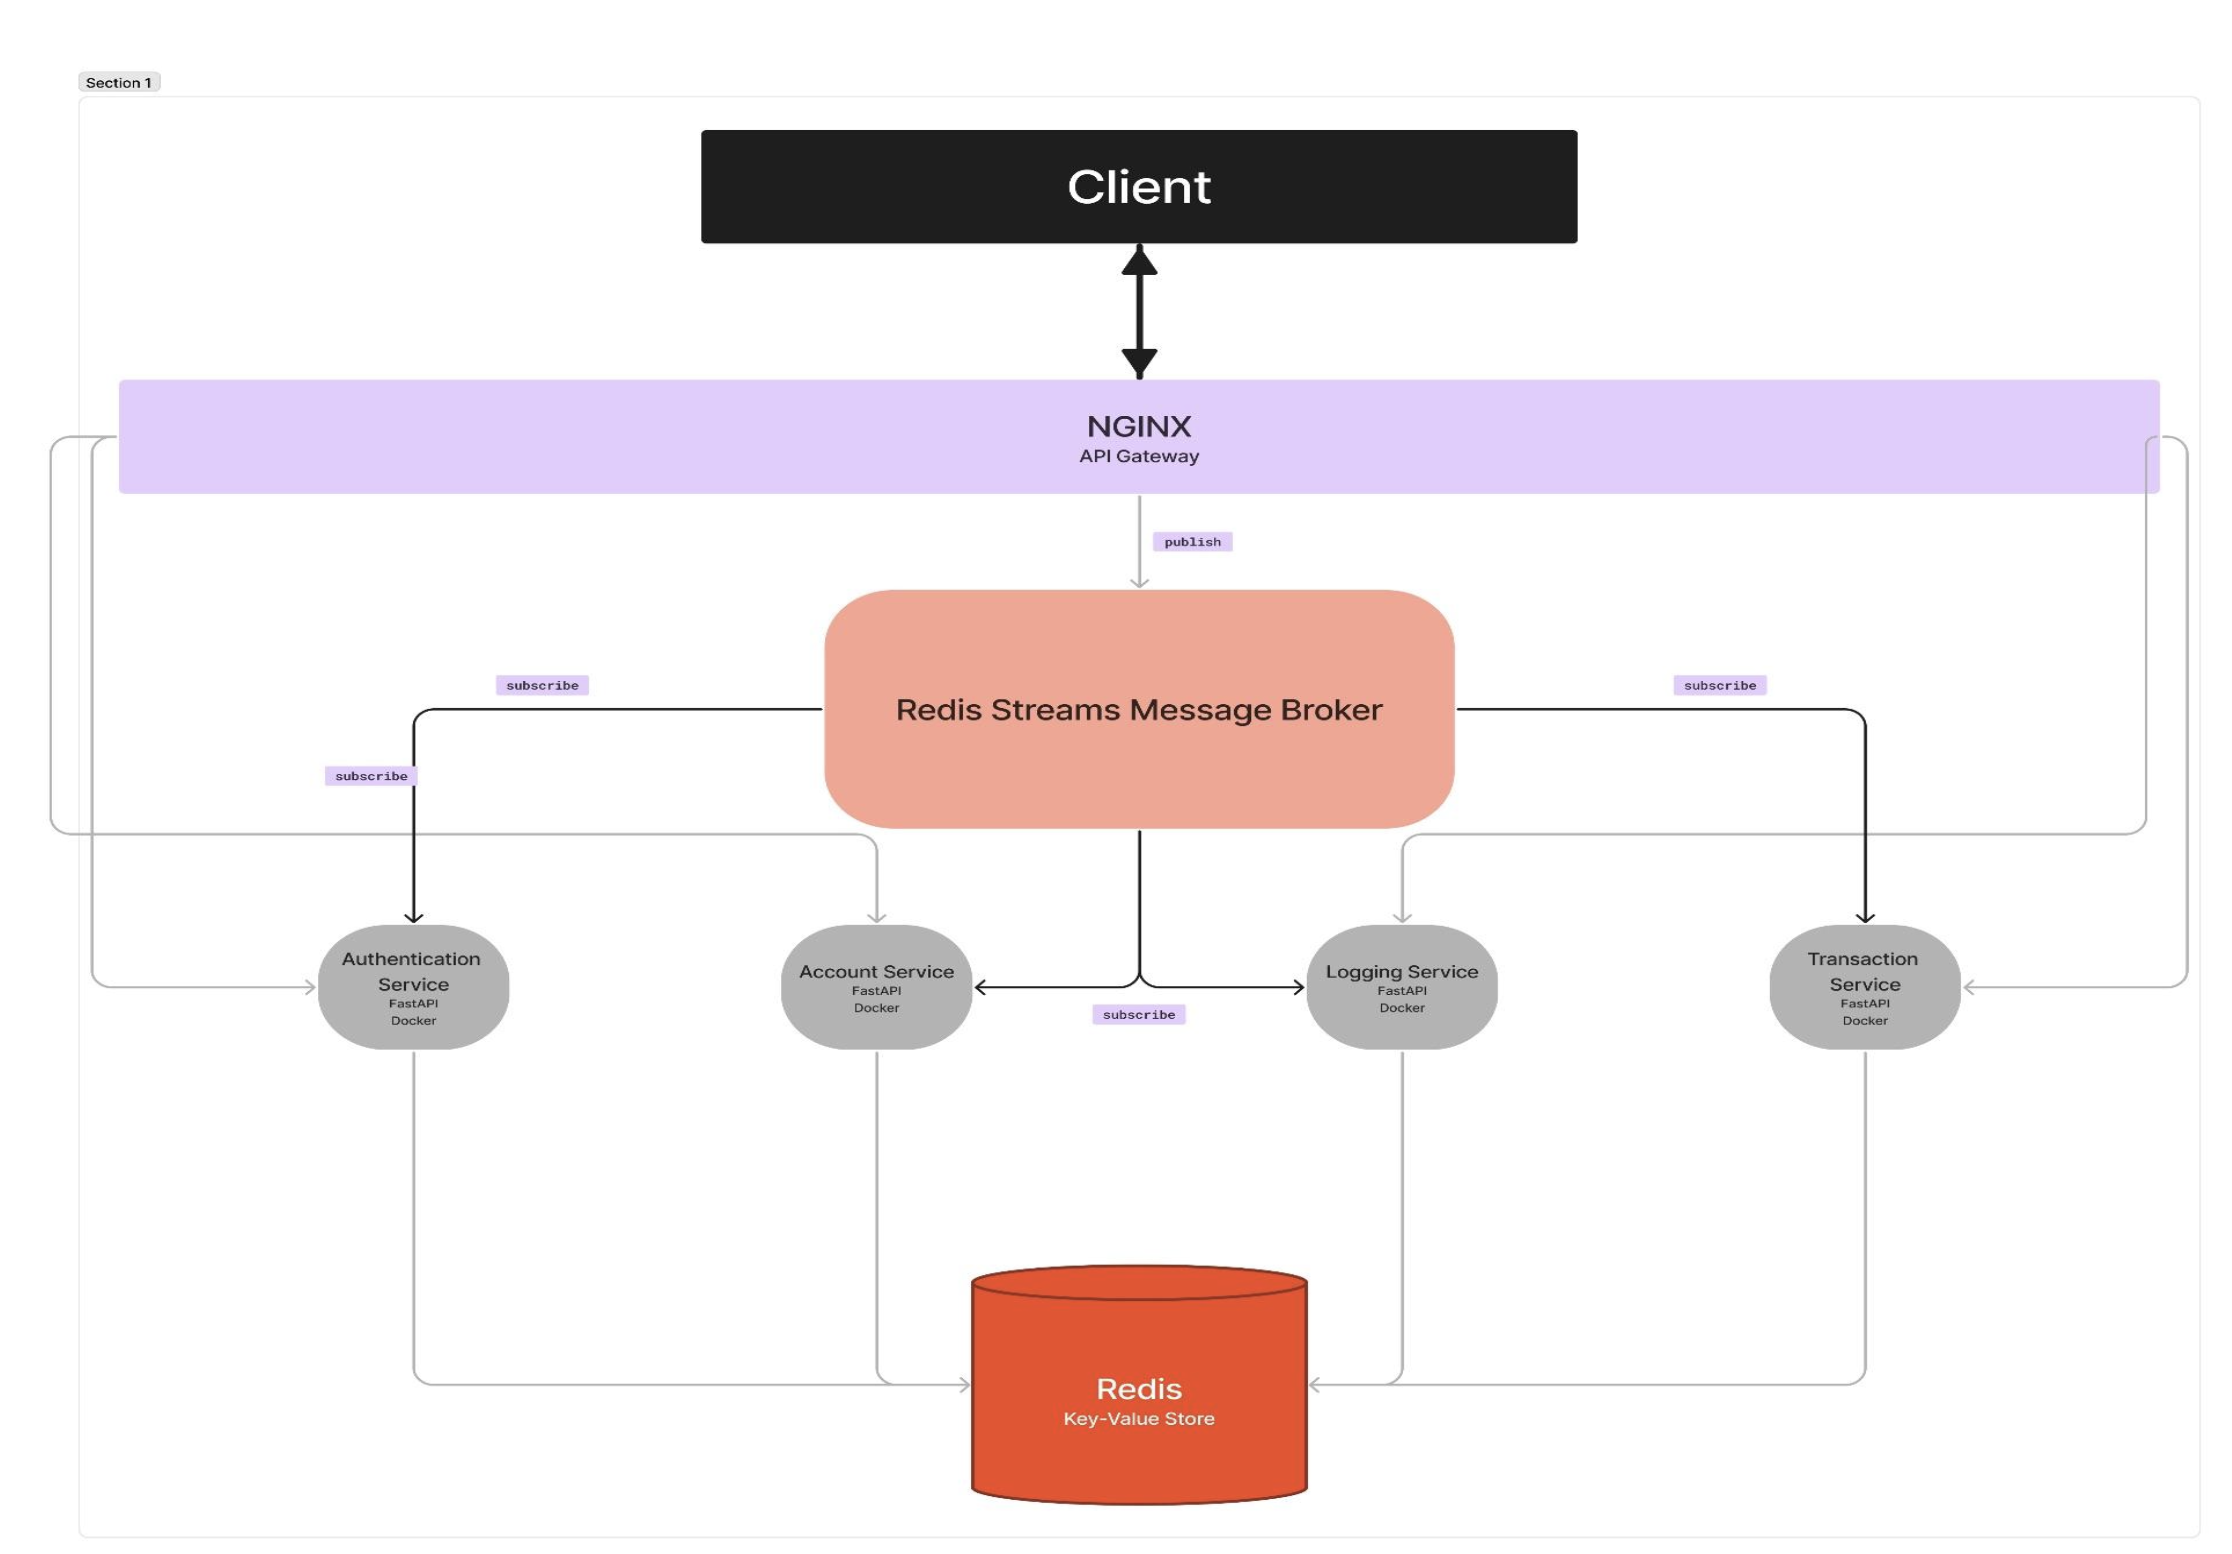 Section 1
Client
NGINX
API Gateway
publish
Redis Streams Message Broker
subscribe
subscribe
subscribe
Authentication
Service
FastAPI
Docker
Account Service
FastAPI
Docker
Logging Service
FastAPI
Docker
Transaction
Service
FastAPI
Docker
subscribe
Redis
Key-Value Store